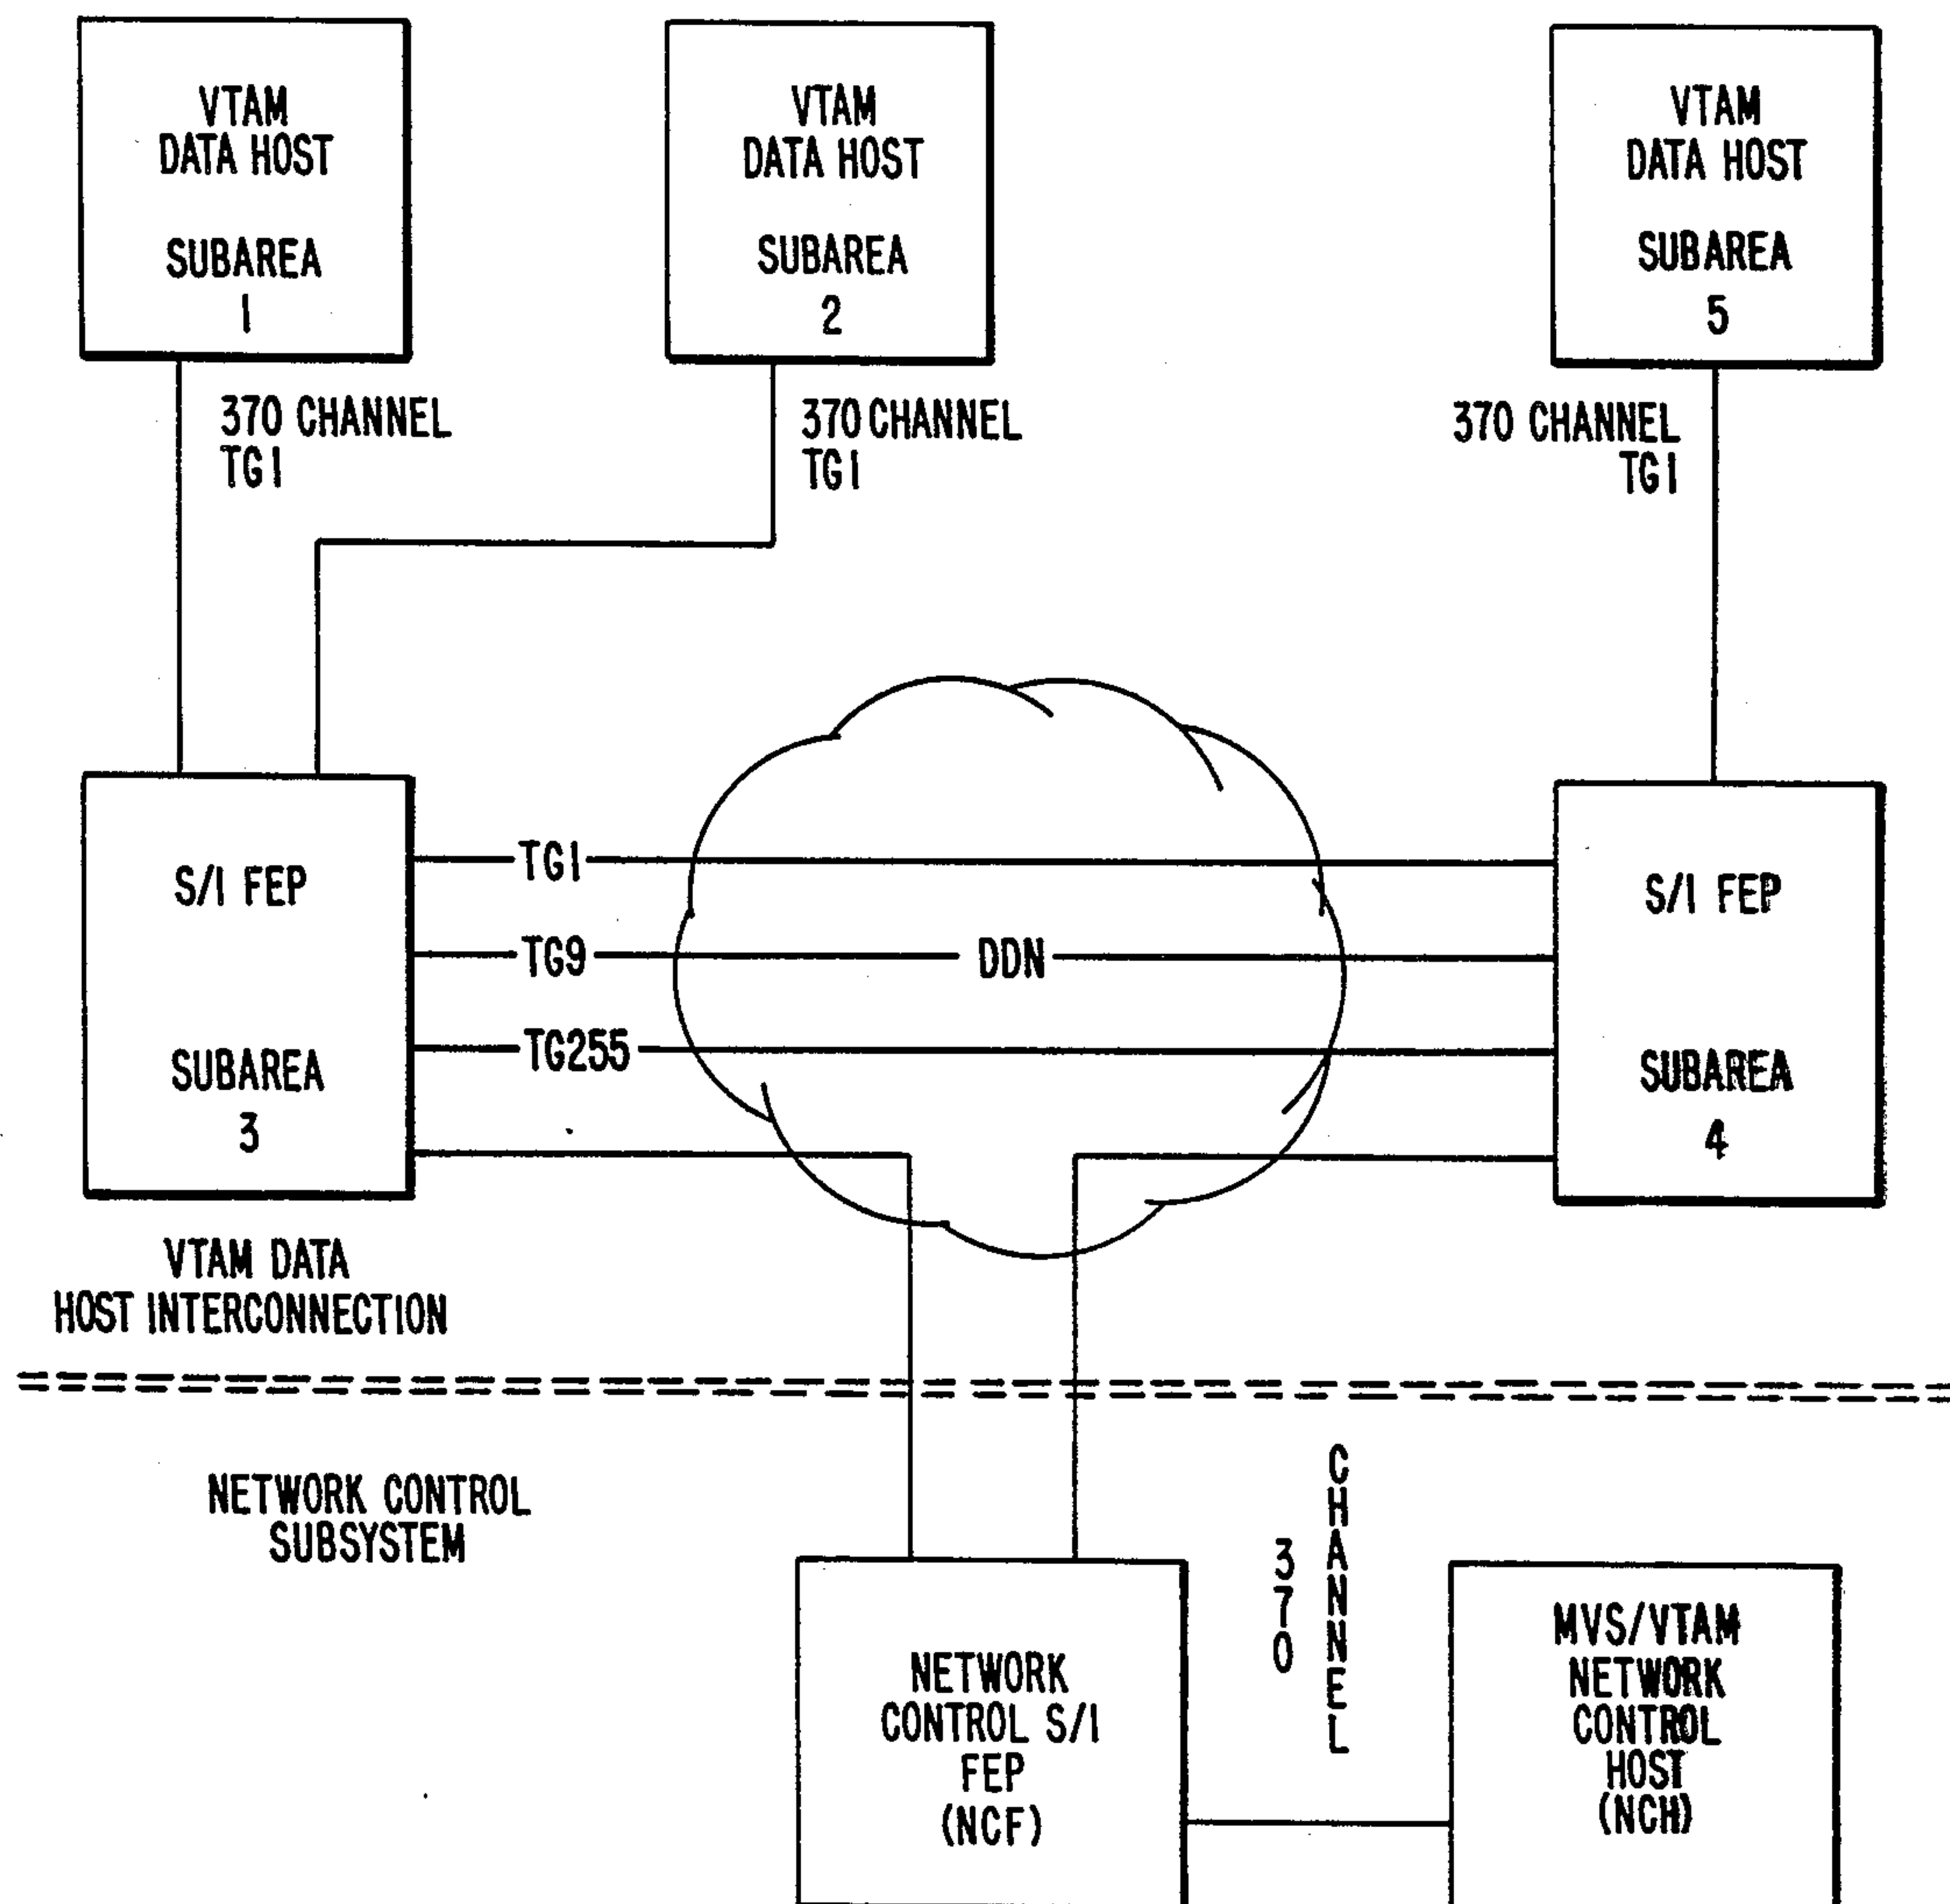 VTAM
DATA HOST
SUBAREA
1
VTAM
DATA HOST
SUBAREA
2
VTAM
DATA HOST
SUBAREA
5
370 CHANNEL
TG1
370 CHANNEL
TG1
370 CHANNEL
TG1
S/I FEP
SUBAREA
3
TG1
TG9
DDN
TG255
S/I FEP
SUBAREA
4
VTAM DATA
HOST INTERCONNECTION
NETWORK CONTROL
SUBSYSTEM
NETWORK
CONTROL S/I
FEP
(NCF)
370
CHANNEL
MVS/VTAM
NETWORK
CONTROL
HOST
(NCH)